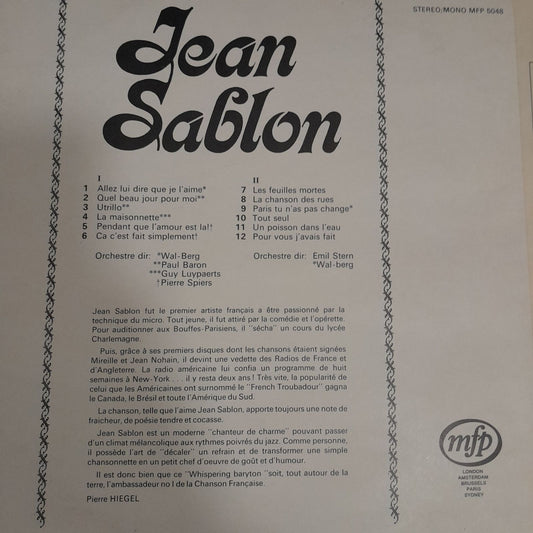 STEREO/MONO MFP 5048
Jean
Sablon
I
1 Allez lui dire que je l'aime*
2 Quel beau jour pour moi**
3 Utrillo**
4 La maisonnette***
5 Pendant que l'amour est la!†
6 Ca c'est fait simplement†
Orchestre dir: *Wal-Berg
**Paul Baron
***Guy Luypaerts
†Pierre Spiers
II
7 Les feuilles mortes
8 La chanson des rues
9 Paris tu n'as pas change*
10 Tout seul
11 Un poisson dans l'eau
12 Pour vous j'avais fait
Orchestre dir: Emil Stern
*Wal-berg
Jean Sablon fut le premier artiste français a être passionné par la
technique du micro. Tout jeune, il fut attiré par la comédie et l'opérette.
Pour auditionner aux Bouffes-Parisiens, il "sécha" un cours du lycée
Charlemagne.
Puis, grâce à ses premiers disques dont les chansons étaient signées
Mireille et Jean Nohain, il devint une vedette des Radios de France et
d'Angleterre. La radio américaine lui confia un programme de huit
semaines à New-York . . . il y resta deux ans! Très vite, la popularité de
celui que les Américaines ont surnommé le "French Troubadour" gagna
le Canada, le Brésil et toute l'Amérique du Sud.
La chanson, telle que l'aime Jean Sablon, apporte toujours une note de
fraicheur, de poésie tendre et cocasse.
Jean Sablon est un moderne "chanteur de charme" pouvant passer
d'un climat mélancolique aux rythmes poivrés du jazz. Comme personne,
il possède l'art de "décaler" un refrain et de transformer une simple
chansonnette en un petit chef d'oeuvre de goût et d'humour.
Il est donc bien que ce "Whispering baryton "soit, tout autour de la
terre, l'ambassadeur no I de la Chanson Française.
Pierre HIEGEL
mfp
LONDON
AMSTERDAM
BRUSSELS
PARIS
SYDNEY